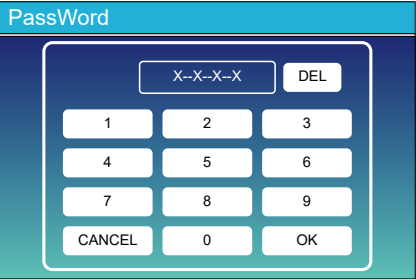 PassWord
X--X--X--X DEL
1 2 3
4 5 6
7 8 9
CANCEL 0 OK